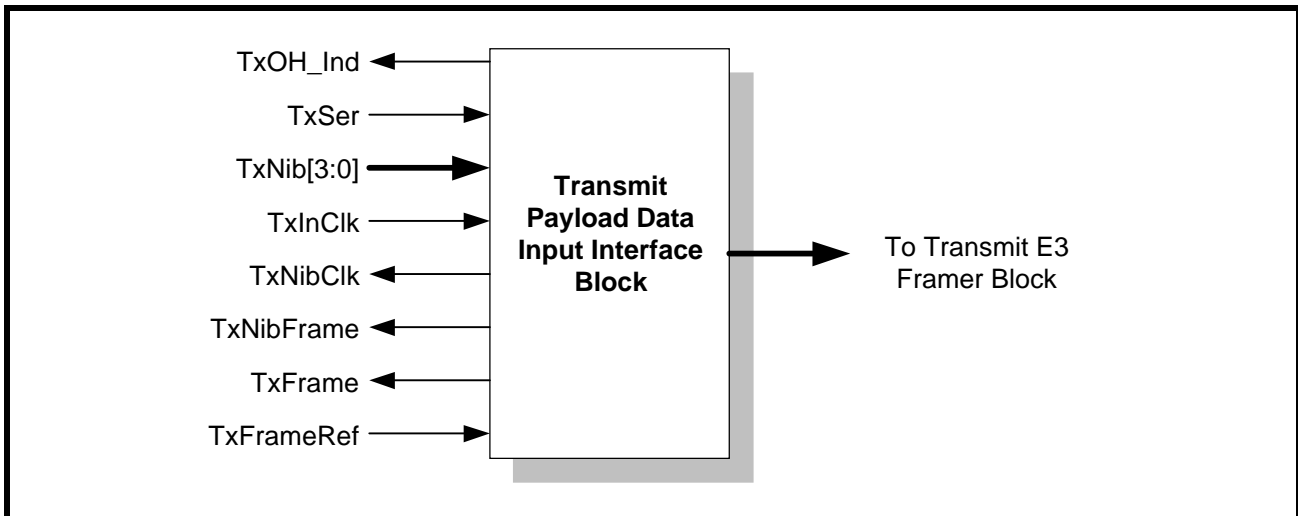 TxOH_Ind
TxSer
TxNib[3:0]
TxInClk
TxNibClk
TxNibFrame
TxFrame
TxFrameRef
Transmit
Payload Data
Input Interface
Block
To Transmit E3
Framer Block